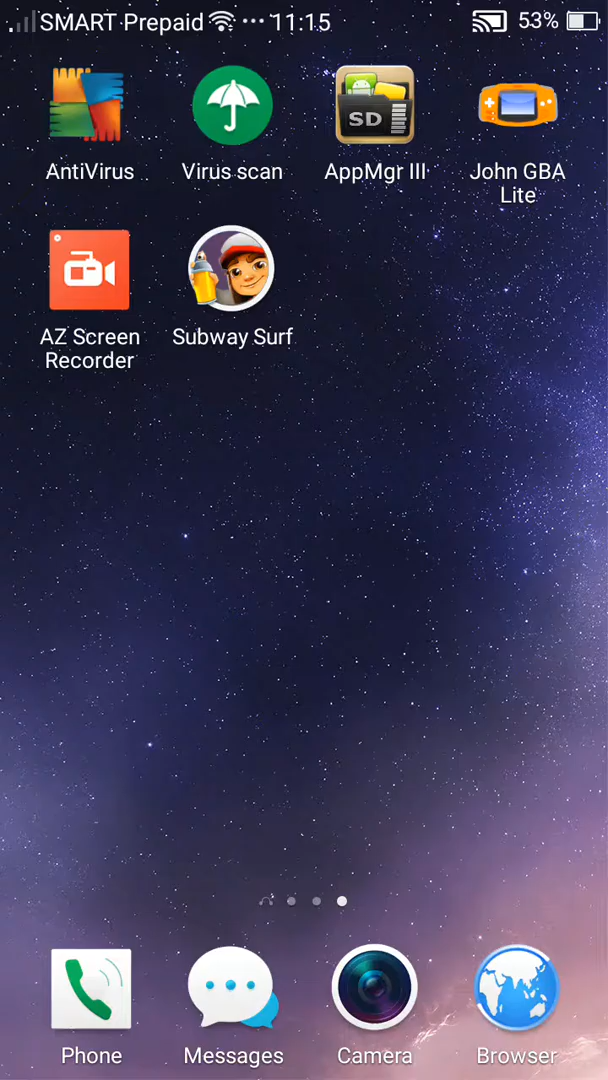 SMART Prepaid ... 11:15 53%
AntiVirus Virus scan AppMgr III John GBA
Lite
SD
AZ Screen Subway Surf
Recorder
Phone Messages Camera Browser